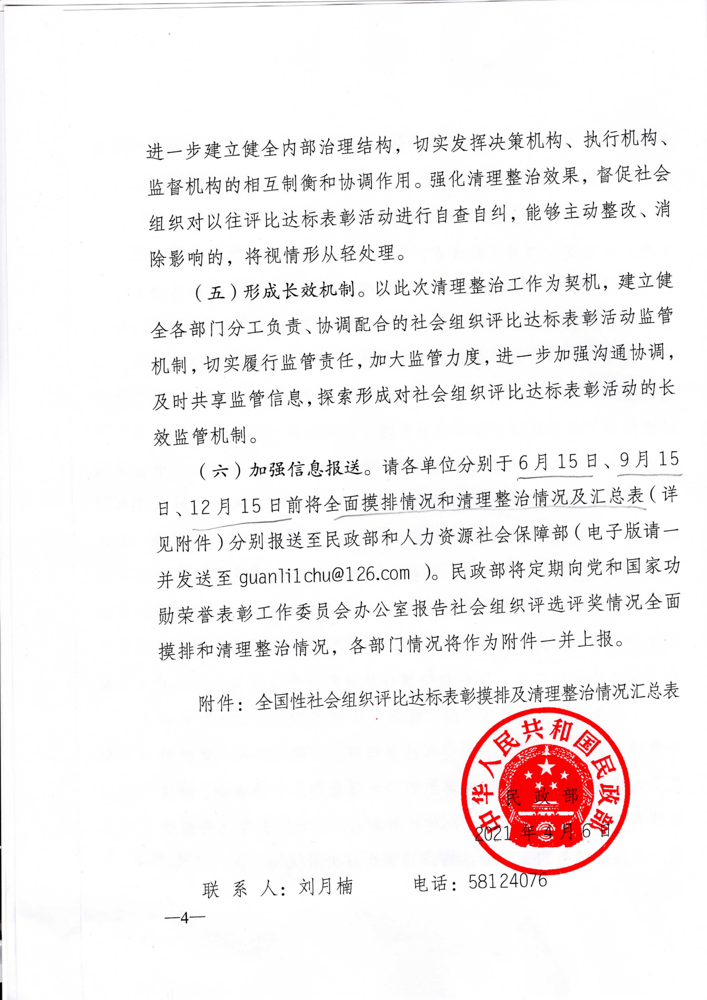 进一步建立健全内部治理结构，切实发挥决策机构、执行机构、
监督机构的相互制衡和协调作用。强化清理整治效果，督促社会
组织对以往评比达标表彰活动进行自查自纠，能够主动整改、消
除影响的，将视情形从轻处理。
（五）形成长效机制。以此次清理整治工作为契机，建立健
全各部门分工负责、协调配合的社会组织评比达标表彰活动监管
机制，切实履行监管责任，加大监管力度，进一步加强沟通协调，
及时共享监管信息，探索形成对社会组织评比达标表彰活动的长
效监管机制。
（六）加强信息报送。请各单位分别于6月15日、9月15
日、12月15日前将全面摸排情况和清理整治情况及汇总表（详
见附件）分别报送至民政部和人力资源社会保障部（电子版请一
并发送至guanli1chu@126.com）。民政部将定期向党和国家功
勋荣誉表彰工作委员会办公室报告社会组织评选评奖情况全面
摸排和清理整治情况，各部门情况将作为附件一并上报。
附件：全国性社会组织评比达标表彰摸排及清理整治情况汇总表
中华人民共和国民政部
民政部
2021年4月6日
联系人：刘月楠 电话：58124076
—4—